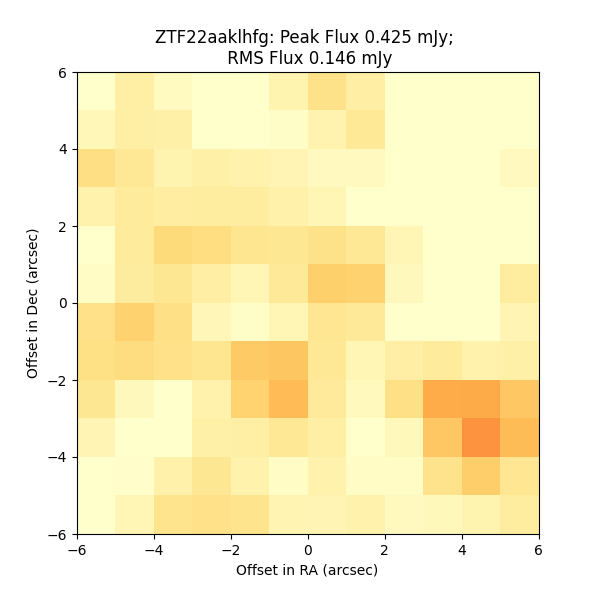 ZTF22aaklhfg: Peak Flux 0.425 mJy;
RMS Flux 0.146 mJy
6
4
2
0
−2
−4
−6
Offset in Dec (arcsec)
−6 −4 −2 0 2 4 6
Offset in RA (arcsec)